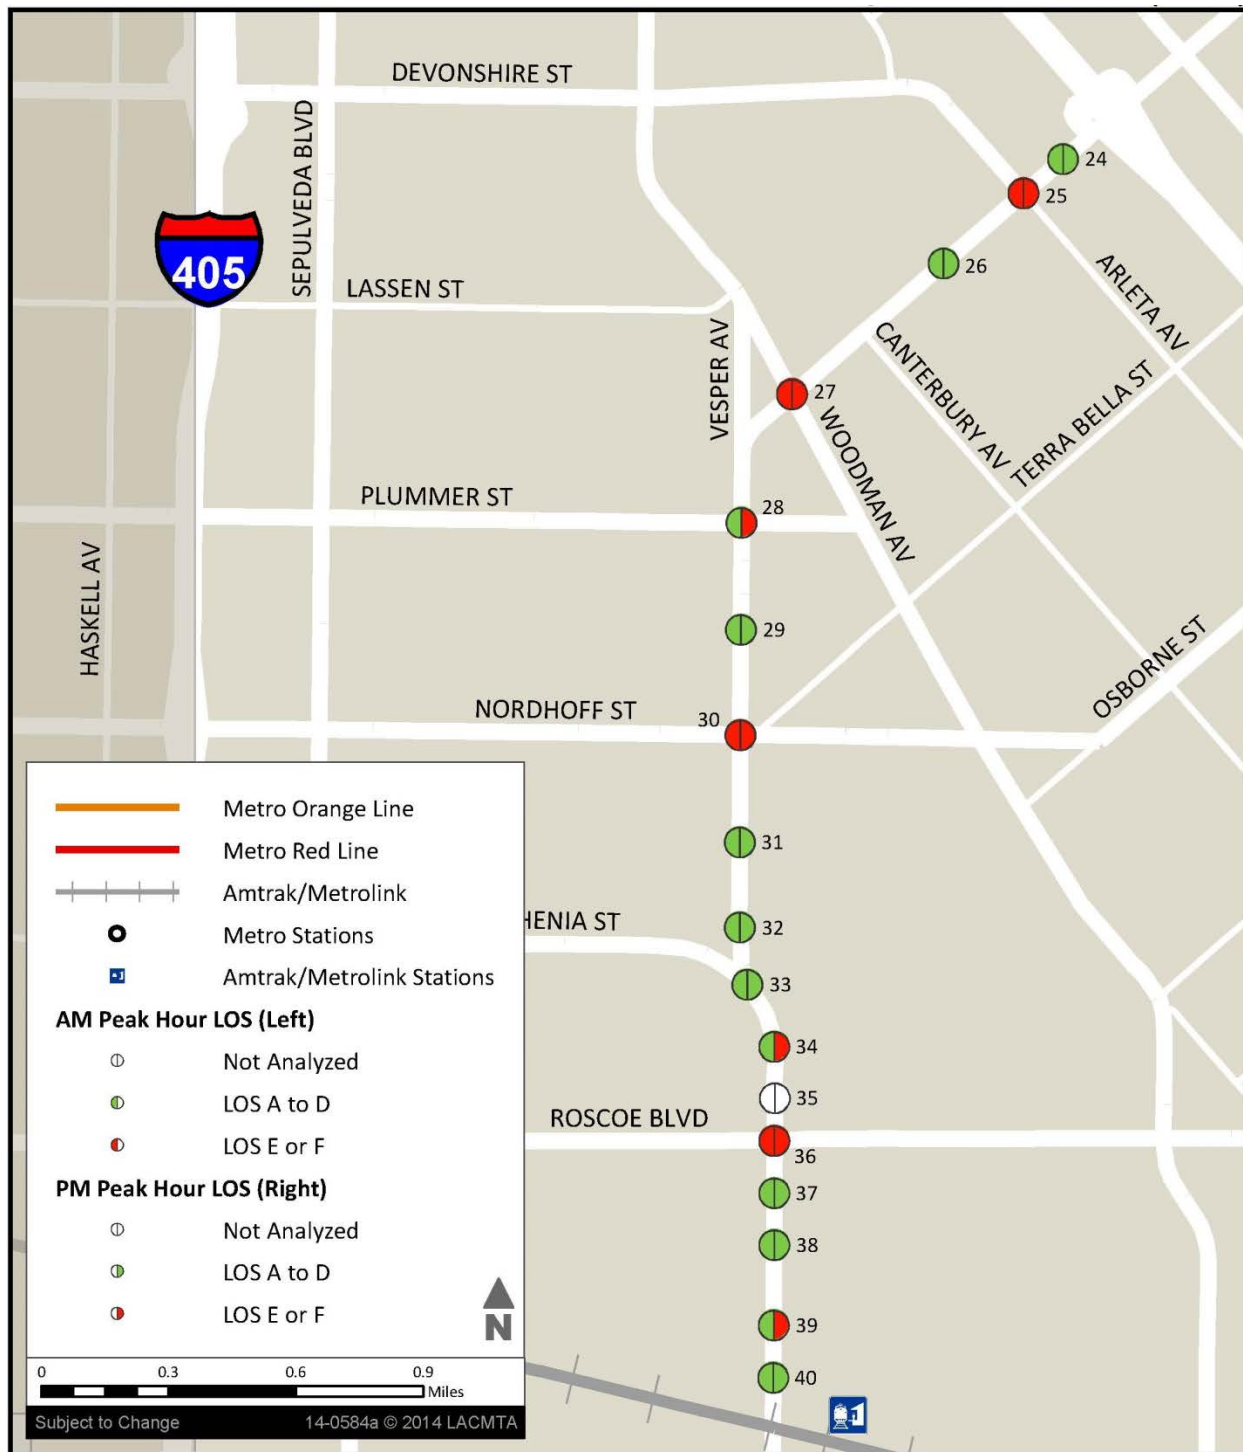 DEVONSHIRE ST
SEPULVEDA BLVD
24
25
405
26
ARLETA AV
LASSEN ST
VESPER AV
CANTERBURY AV
TERRA BELLA ST
27
WOODMAN AV
PLUMMER ST
28
HASKELL AV
29
OSBORNE ST
NORDHOFF ST
30
31
HENIA ST
32
33
34
35
ROSCOE BLVD
36
37
38
39
40
Metro Orange Line
Metro Red Line
Amtrak/Metrolink
Metro Stations
Amtrak/Metrolink Stations
AM Peak Hour LOS (Left)
Not Analyzed
LOS A to D
LOS E or F
PM Peak Hour LOS (Right)
Not Analyzed
LOS A to D
LOS E or F
N
0 0.3 0.6 0.9
Miles
Subject to Change 14-0584a © 2014 LACMTA